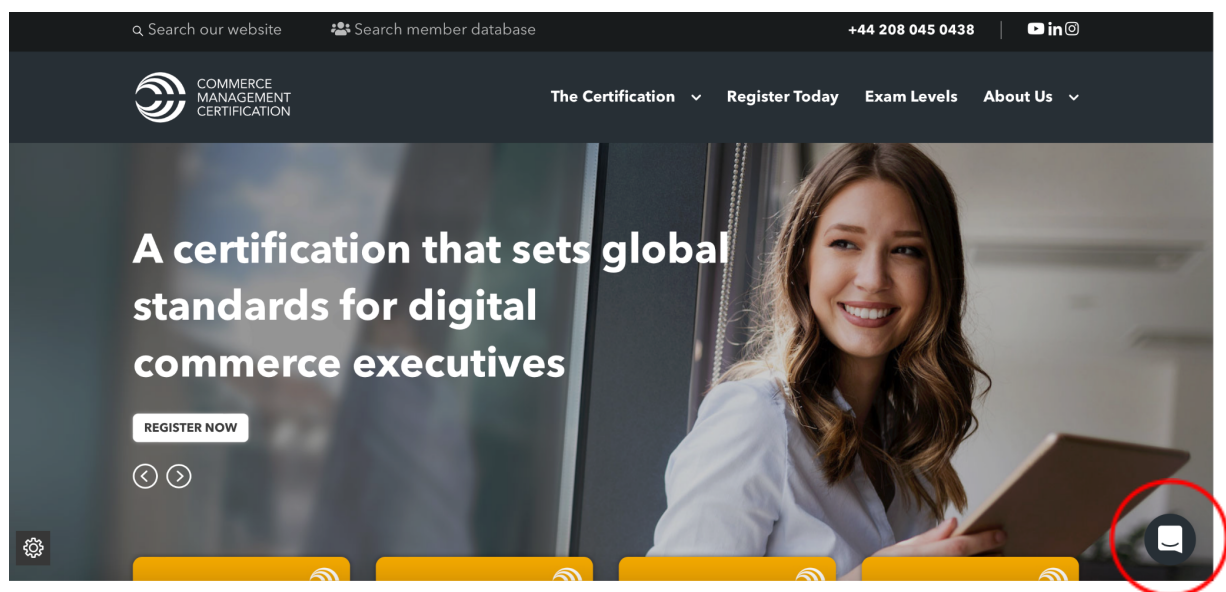 Search our website
Search member database
+44 208 045 0438
in
COMMERCE
MANAGEMENT
CERTIFICATION
The Certification
Register Today
Exam Levels
About Us
A certification that sets global
standards for digital
commerce executives
REGISTER NOW